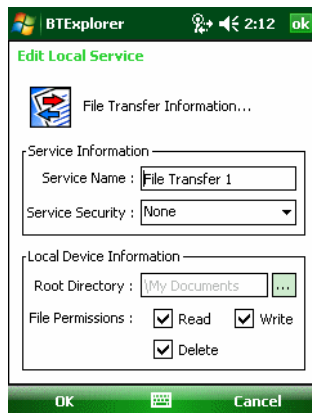 BTExplorer 2:12 ok
Edit Local Service
File Transfer Information...
Service Information
Service Name : File Transfer 1
Service Security : None
Local Device Information
Root Directory : \My Documents ...
File Permissions : Read Write
Delete
OK Cancel